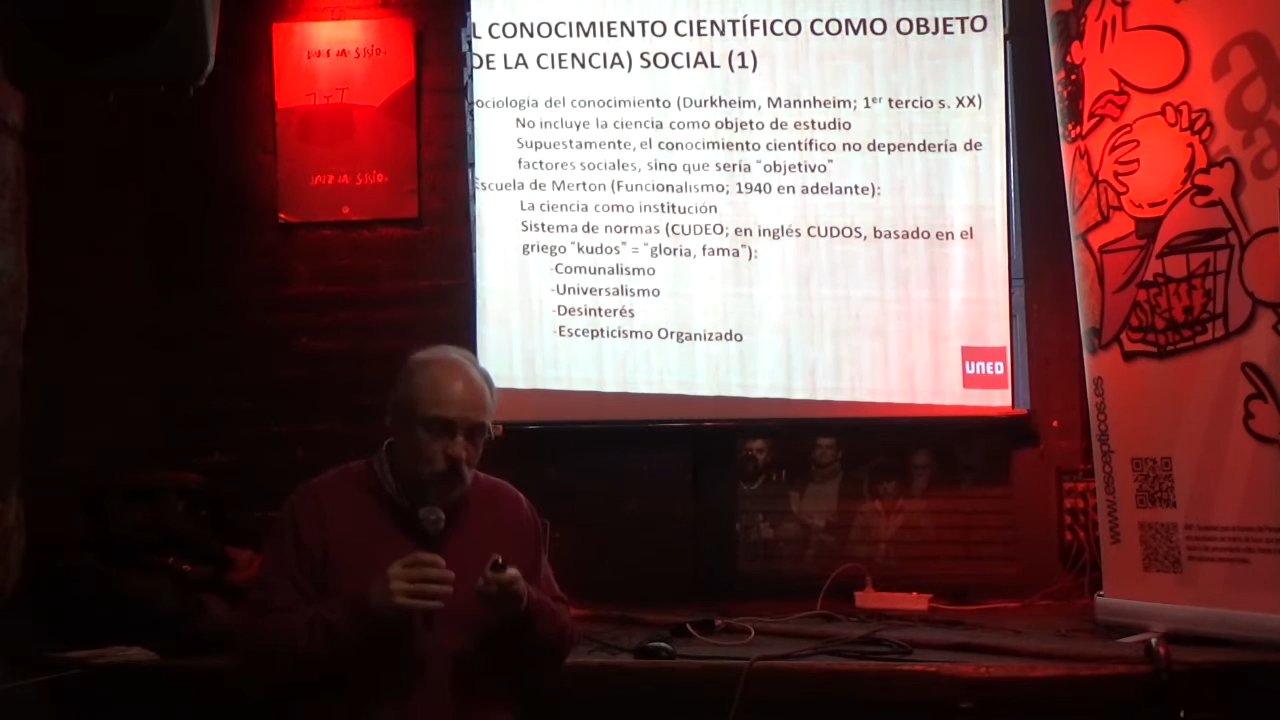 L CONOCIMIENTO CIENTÍFICO COMO OBJETO
DE LA CIENCIA) SOCIAL (1)
ociología del conocimiento (Durkheim, Mannheim; 1er tercio s. XX)
No incluye la ciencia como objeto de estudio
Supuestamente, el conocimiento científico no dependería de
factores sociales, sino que sería "objetivo"
Escuela de Merton (Funcionalismo; 1940 en adelante):
La ciencia como institución
Sistema de normas (CUDEO; en inglés CUDOS, basado en el
griego "kudos" = "gloria, fama"):
-Comunalismo
-Universalismo
-Desinterés
-Escepticismo Organizado
UNED
www.escepticos.es